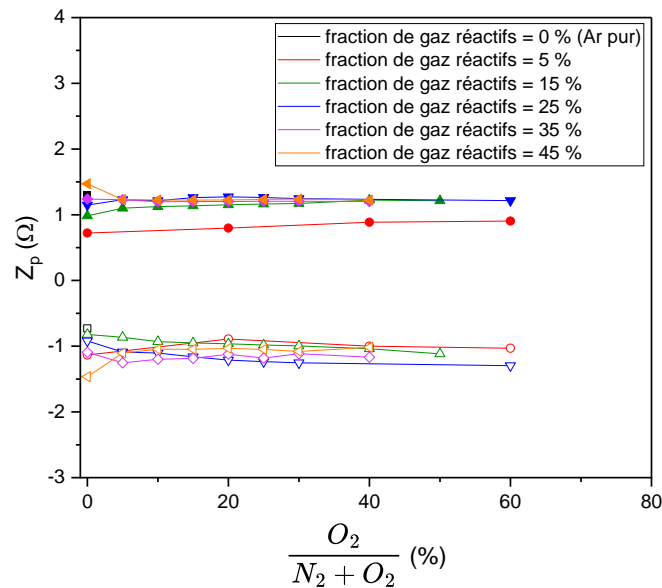 4
3
2
1
0
-1
-2
-3
Z_p (Ω)
fraction de gaz réactifs = 0 % (Ar pur)
fraction de gaz réactifs = 5 %
fraction de gaz réactifs = 15 %
fraction de gaz réactifs = 25 %
fraction de gaz réactifs = 35 %
fraction de gaz réactifs = 45 %
0 20 40 60 80
O_2
N_2 + O_2 (%)